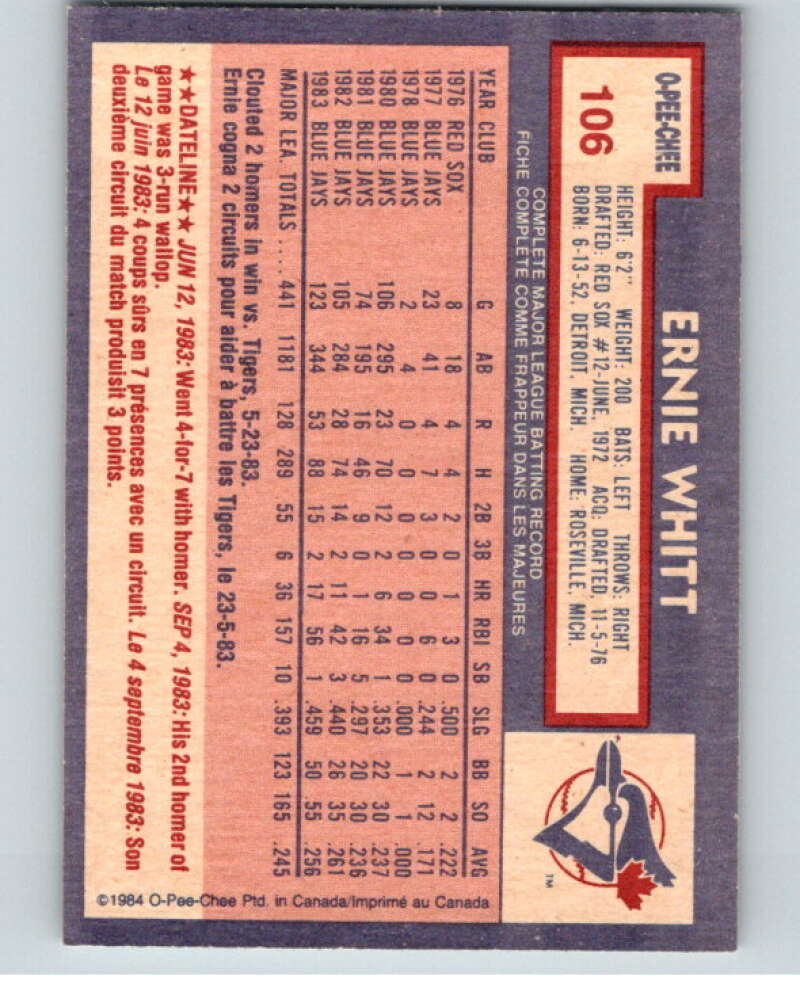 O-PEE-CHEE
106
ERNIE WHITT
HEIGHT: 6'2" WEIGHT: 200 BATS: LEFT THROWS: RIGHT
DRAFTED: RED SOX #12-JUNE, 1972 ACQ: DRAFTED, 11-5-76
BORN: 6-13-52, DETROIT, MICH. HOME: ROSEVILLE, MICH.
TM
COMPLETE MAJOR LEAGUE BATTING RECORD
FICHE COMPLETE COMME FRAPPEUR DANS LES MAJEURES
YEAR CLUB G AB R H 2B 3B HR RBI SB SLG BB SO AVG
1976 RED SOX 8 18 4 4 2 0 1 3 0 .500 2 2 .222
1977 BLUE JAYS 23 41 4 7 3 0 0 6 0 .244 2 12 .171
1978 BLUE JAYS 2 4 0 0 0 0 0 0 0 .000 1 1 .000
1980 BLUE JAYS 106 295 23 70 12 2 6 34 1 .353 22 30 .237
1981 BLUE JAYS 74 195 16 46 9 0 1 16 5 .297 20 30 .236
1982 BLUE JAYS 105 284 28 74 14 2 11 42 3 .440 26 35 .261
1983 BLUE JAYS 123 344 53 88 15 2 17 56 1 .459 50 55 .256
MAJOR LEA. TOTALS .... 441 1181 128 289 55 6 36 157 10 .393 123 165 .245
Clouted 2 homers in win vs. Tigers, 5-23-83.
Ernie cogna 2 circuits pour aider à battre les Tigers, le 23-5-83.
★★DATELINE★★ JUN 12, 1983: Went 4-for-7 with homer. SEP 4, 1983: His 2nd homer of
game was 3-run wallop.
Le 12 juin 1983: 4 coups sûrs en 7 présences avec un circuit. Le 4 septembre 1983: Son
deuxième circuit du match produisit 3 points.
©1984 O-Pee-Chee Ptd. in Canada/Imprimé au Canada